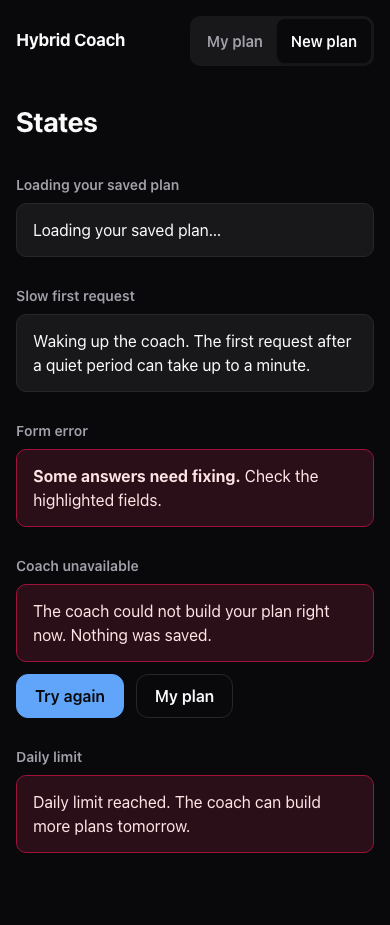 Hybrid Coach
My plan
New plan
States
Loading your saved plan
Loading your saved plan...
Slow first request
Waking up the coach. The first request after
a quiet period can take up to a minute.
Form error
Some answers need fixing. Check the
highlighted fields.
Coach unavailable
The coach could not build your plan right
now. Nothing was saved.
Try again
My plan
Daily limit
Daily limit reached. The coach can build
more plans tomorrow.